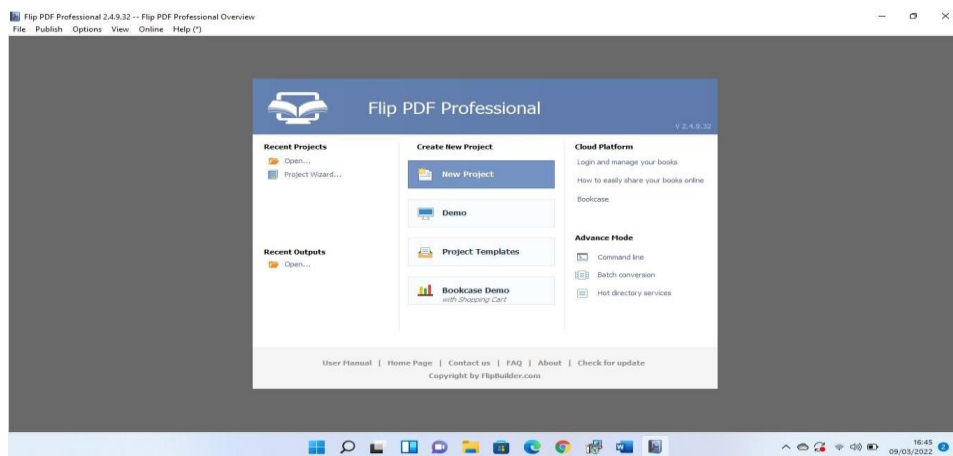 Flip PDF Professional 2.4.9.32 -- Flip PDF Professional Overview
File Publish Options View Online Help (*)
Flip PDF Professional
V 2.4.9.32
Recent Projects
Open...
Project Wizard...
Recent Outputs
Open...
Create New Project
New Project
Demo
Project Templates
Bookcase Demo
with Shopping Cart
Cloud Platform
Login and manage your books
How to easily share your books online
Bookcase
Advance Mode
Command line
Batch conversion
Hot directory services
User Manual | Home Page | Contact us | FAQ | About | Check for update
Copyright by FlipBuilder.com
16:45
09/03/2022
2